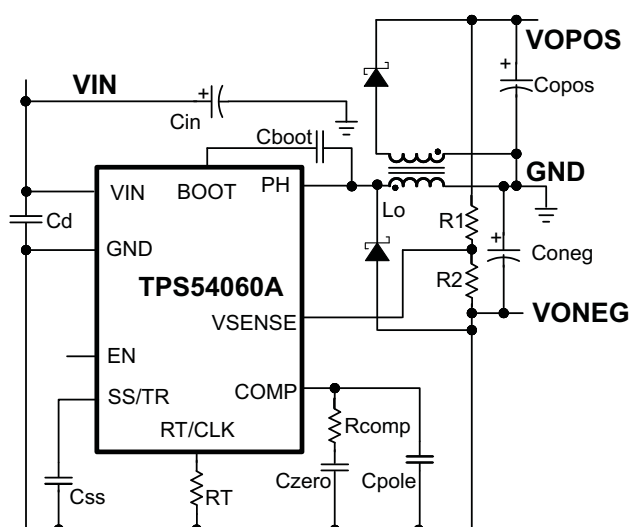 VOPOS
VIN
+
+
Copos
Cin
Cboot
GND
VIN
BOOT
PH
Lo
Cd
R1
+
GND
Coneg
TPS54060A
R2
VSENSE
VONEG
EN
COMP
SS/TR
RT/CLK
Rcomp
Czero
Cpole
Css
RT